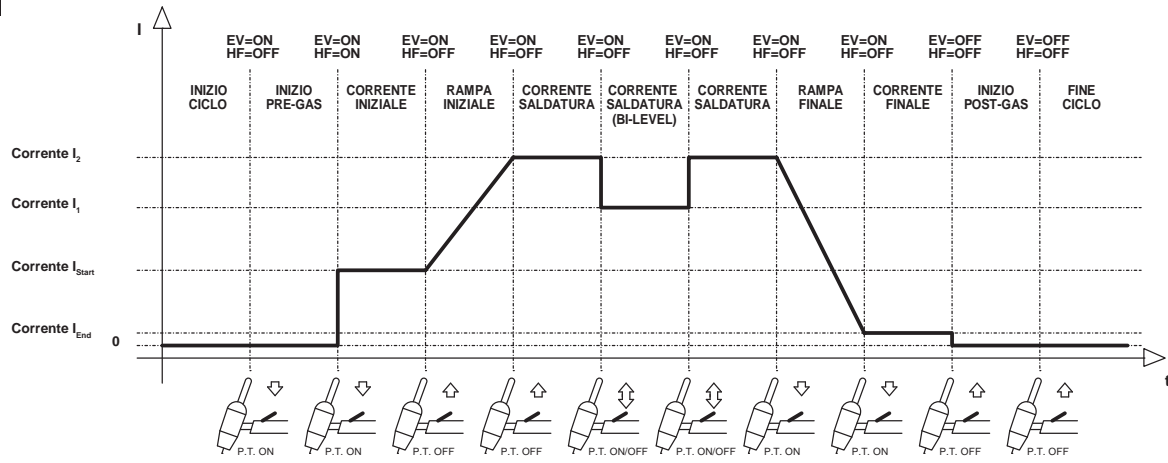 I
EV=ON EV=ON EV=ON EV=ON EV=ON EV=ON EV=ON EV=ON EV=OFF EV=OFF
HF=OFF HF=ON HF=OFF HF=OFF HF=OFF HF=OFF HF=OFF HF=OFF HF=OFF HF=OFF
INIZIO CICLO
INIZIO PRE-GAS
CORRENTE INIZIALE
RAMPA INIZIALE
CORRENTE SALDATURA
CORRENTE SALDATURA (BI-LEVEL)
CORRENTE SALDATURA
RAMPA FINALE
CORRENTE FINALE
INIZIO POST-GAS
FINE CICLO
Corrente I2
Corrente I1
Corrente IStart
Corrente IEnd
0
t
P.T. ON P.T. ON P.T. OFF P.T. OFF P.T. ON/OFF P.T. ON/OFF P.T. ON P.T. ON P.T. OFF P.T. OFF